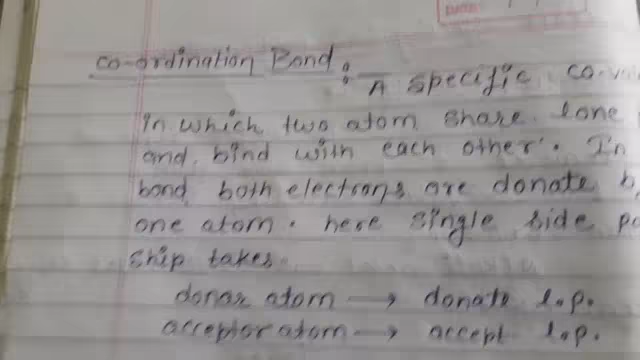 co-ordination Bond :-
A specific co-
in which two atom share lone
and bind with each other. In
bond both electrons are donate
one atom. here single side
ship takes.
donar atom → donate l.p.
acceptor atom → accept l.p.